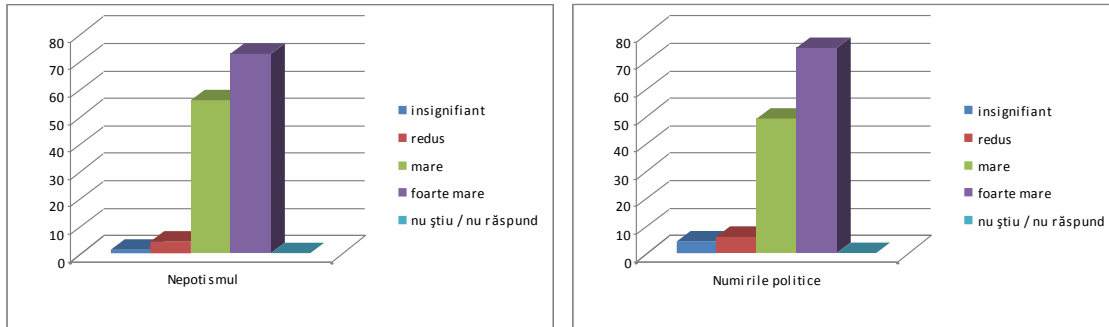 80
70
60
50
40
30
20
10
0
Nepotismul
insignifiant
redus
mare
foarte mare
nu ştiu / nu răspund
80
70
60
50
40
30
20
10
0
Numirile politice
insignifiant
redus
mare
foarte mare
nu ştiu / nu răspund